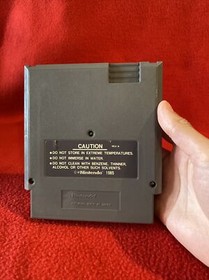 CAUTION
●DO NOT STORE IN EXTREME TEMPERATURES.
●DO NOT IMMERSE IN WATER.
●DO NOT CLEAN WITH BENZENE, THINNER,
ALCOHOL OR OTHER SUCH SOLVENTS.
©Nintendo 1985